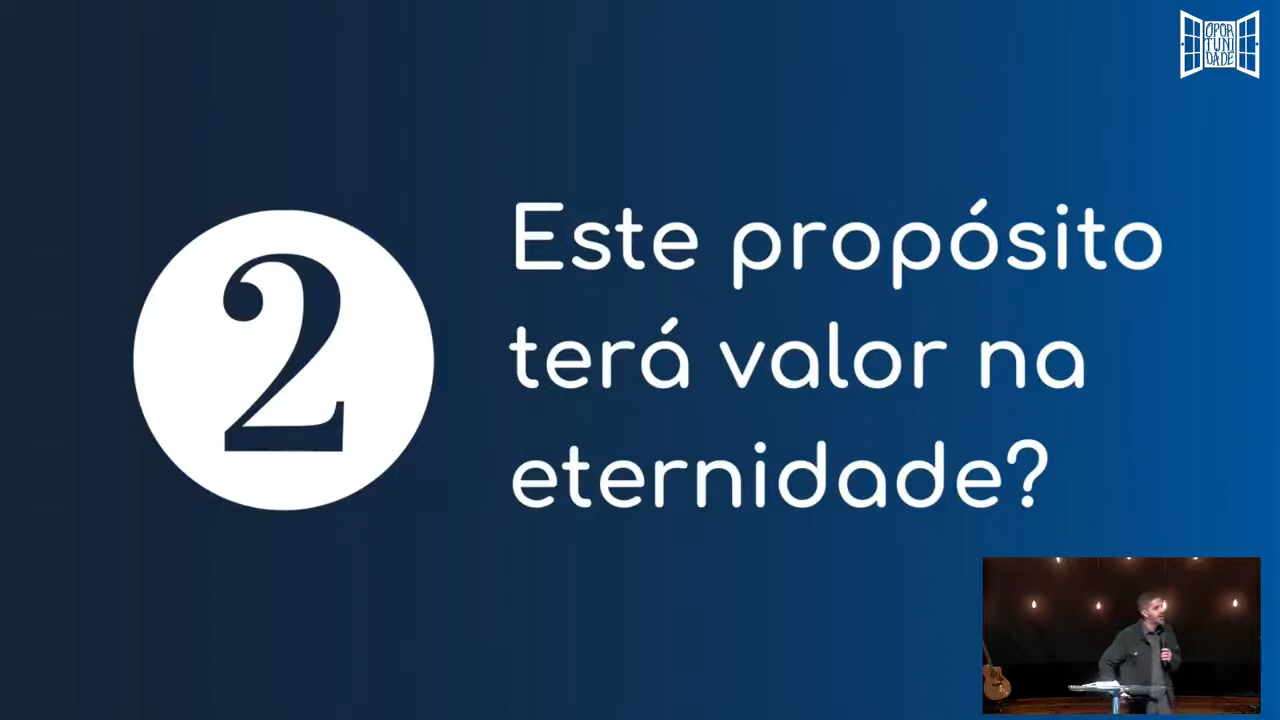 OPOR
TUNI
DADE
2
Este propósito
terá valor na
eternidade?